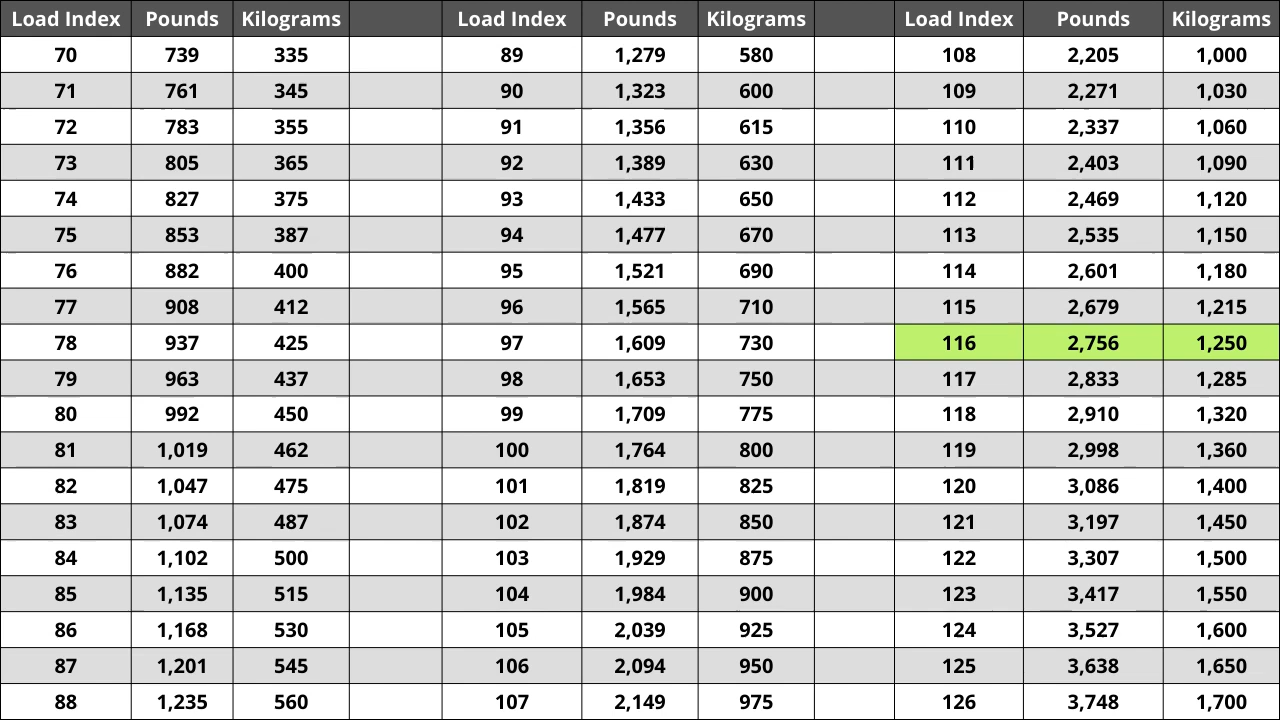 Load Index Pounds Kilograms Load Index Pounds Kilograms Load Index Pounds Kilograms
70 739 335 89 1,279 580 108 2,205 1,000
71 761 345 90 1,323 600 109 2,271 1,030
72 783 355 91 1,356 615 110 2,337 1,060
73 805 365 92 1,389 630 111 2,403 1,090
74 827 375 93 1,433 650 112 2,469 1,120
75 853 387 94 1,477 670 113 2,535 1,150
76 882 400 95 1,521 690 114 2,601 1,180
77 908 412 96 1,565 710 115 2,679 1,215
78 937 425 97 1,609 730 116 2,756 1,250
79 963 437 98 1,653 750 117 2,833 1,285
80 992 450 99 1,709 775 118 2,910 1,320
81 1,019 462 100 1,764 800 119 2,998 1,360
82 1,047 475 101 1,819 825 120 3,086 1,400
83 1,074 487 102 1,874 850 121 3,197 1,450
84 1,102 500 103 1,929 875 122 3,307 1,500
85 1,135 515 104 1,984 900 123 3,417 1,550
86 1,168 530 105 2,039 925 124 3,527 1,600
87 1,201 545 106 2,094 950 125 3,638 1,650
88 1,235 560 107 2,149 975 126 3,748 1,700